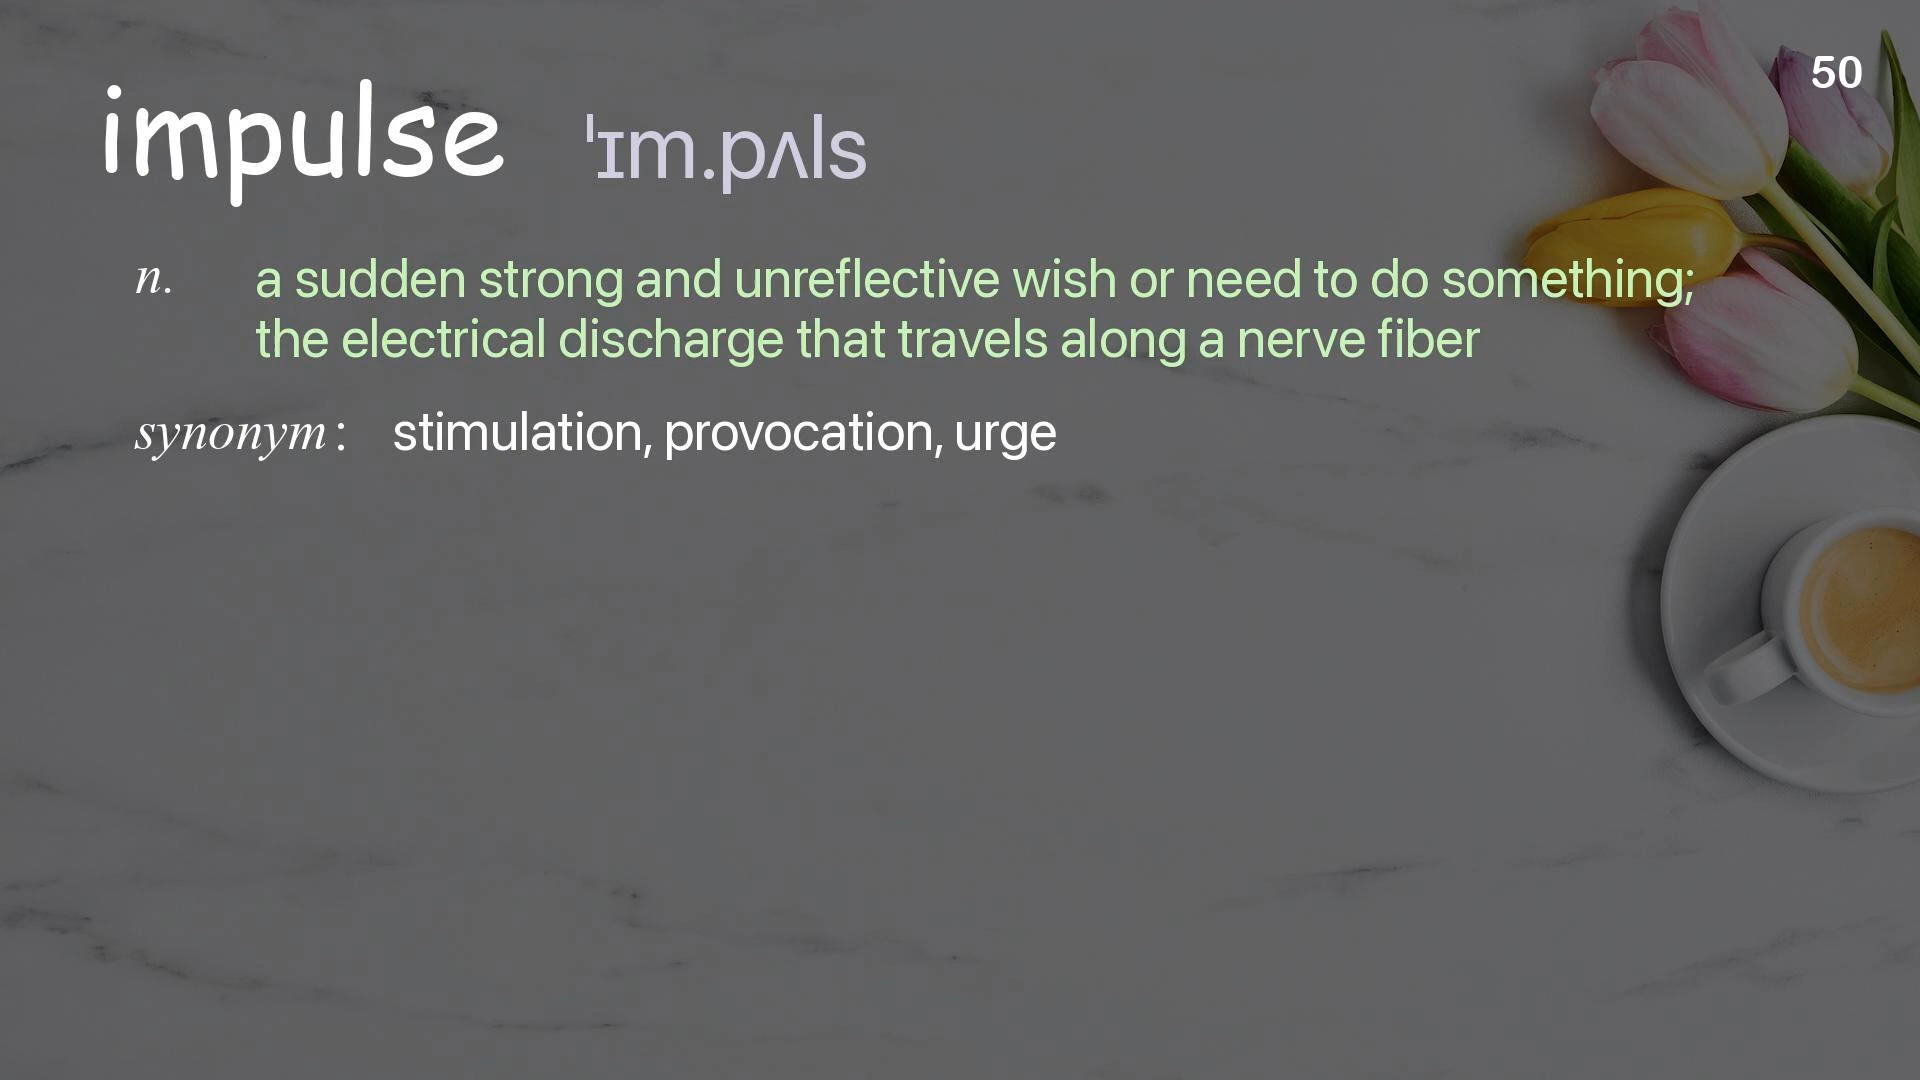 50
impulse ˈɪm.pʌls
n. a sudden strong and unreflective wish or need to do something;
the electrical discharge that travels along a nerve fiber
synonym: stimulation, provocation, urge